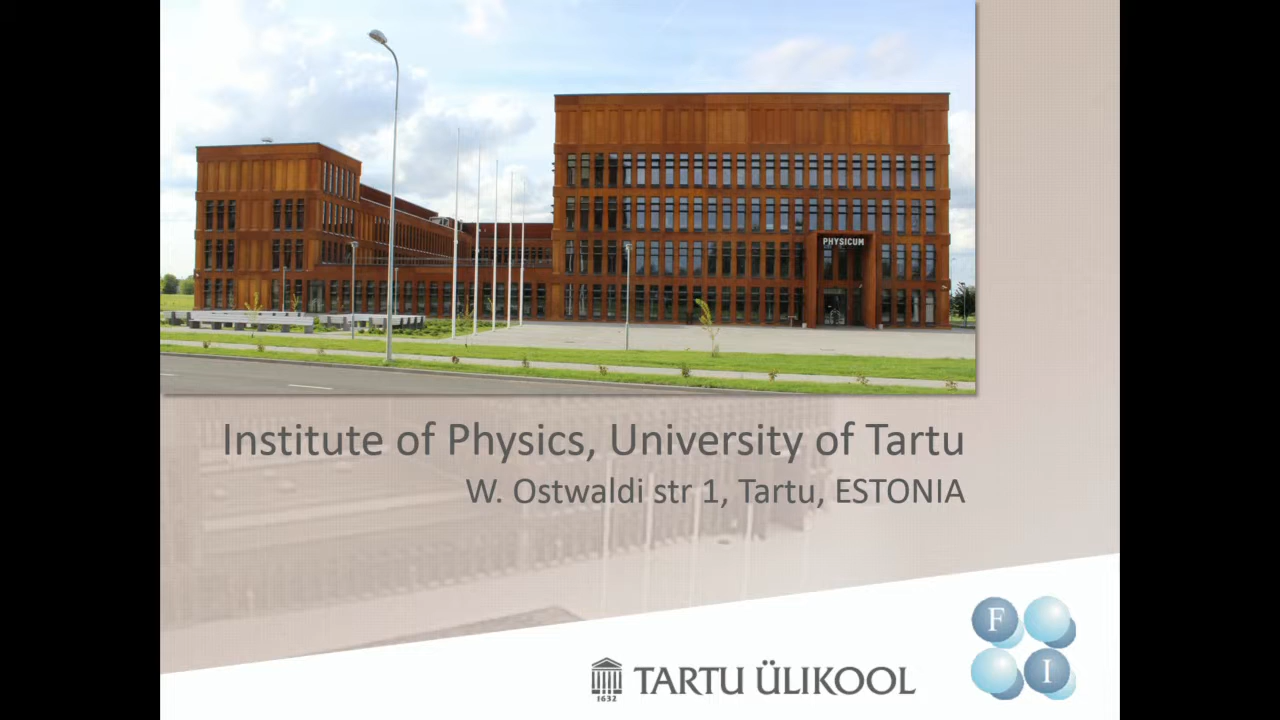 PHYSICUM
Institute of Physics, University of Tartu
W. Ostwaldi str 1, Tartu, ESTONIA
F
I
TARTU ÜLIKOOL
1632